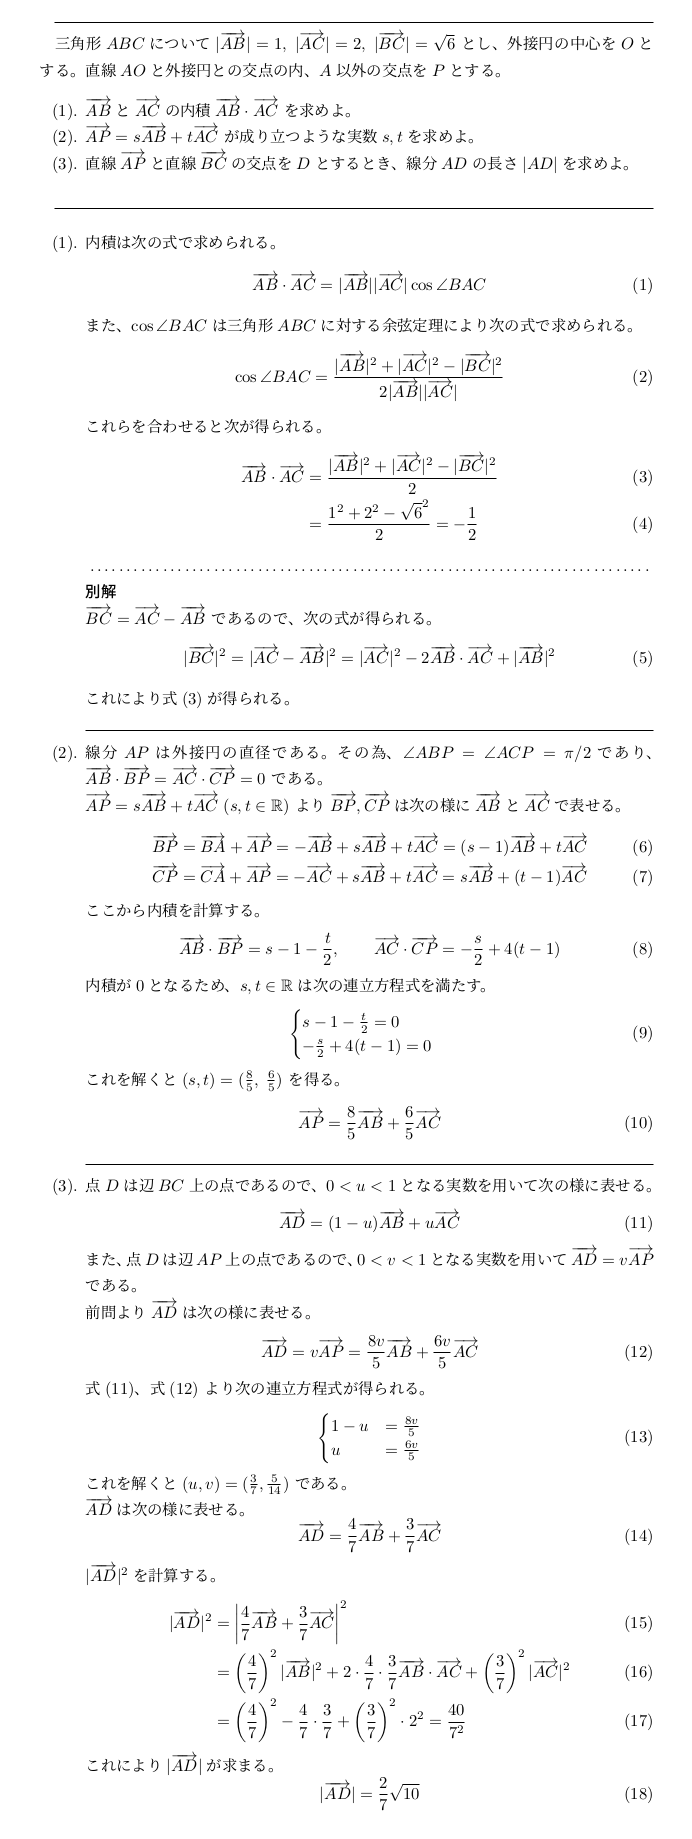 三角形 ABC について |$\overrightarrow{AB}$| = 1, |$\overrightarrow{AC}$| = 2, |$\overrightarrow{BC}$| = $\sqrt{6}$ とし、外接円の中心を O と
する。直線 AO と外接円との交点の内、A 以外の交点を P とする。
(1). $\overrightarrow{AB}$ と $\overrightarrow{AC}$ の内積 $\overrightarrow{AB} \cdot \overrightarrow{AC}$ を求めよ。
(2). $\overrightarrow{AP} = s\overrightarrow{AB} + t\overrightarrow{AC}$ が成り立つような実数 s, t を求めよ。
(3). 直線 $\overrightarrow{AP}$ と直線 $\overrightarrow{BC}$ の交点を D とするとき、線分 AD の長さ |AD| を求めよ。
(1). 内積は次の式で求められる。
$\overrightarrow{AB} \cdot \overrightarrow{AC} = |\overrightarrow{AB}||\overrightarrow{AC}| \cos \angle BAC$ (1)
また、$\cos \angle BAC$ は三角形 ABC に対する余弦定理により次の式で求められる。
$\cos \angle BAC = \frac{|\overrightarrow{AB}|^2 + |\overrightarrow{AC}|^2 - |\overrightarrow{BC}|^2}{2|\overrightarrow{AB}||\overrightarrow{AC}|}$ (2)
これらを合わせると次が得られる。
$\overrightarrow{AB} \cdot \overrightarrow{AC} = \frac{|\overrightarrow{AB}|^2 + |\overrightarrow{AC}|^2 - |\overrightarrow{BC}|^2}{2}$ (3)
$= \frac{1^2 + 2^2 - \sqrt{6}^2}{2} = -\frac{1}{2}$ (4)
別解
$\overrightarrow{BC} = \overrightarrow{AC} - \overrightarrow{AB}$ であるので、次の式が得られる。
$|\overrightarrow{BC}|^2 = |\overrightarrow{AC} - \overrightarrow{AB}|^2 = |\overrightarrow{AC}|^2 - 2\overrightarrow{AB} \cdot \overrightarrow{AC} + |\overrightarrow{AB}|^2$ (5)
これにより式 (3) が得られる。
(2). 線分 AP は外接円の直径である。その為、$\angle ABP = \angle ACP = \pi/2$ であり、
$\overrightarrow{AB} \cdot \overrightarrow{BP} = \overrightarrow{AC} \cdot \overrightarrow{CP} = 0$ である。
$\overrightarrow{AP} = s\overrightarrow{AB} + t\overrightarrow{AC}$ $(s, t \in \mathbb{R})$ より $\overrightarrow{BP}, \overrightarrow{CP}$ は次の様に $\overrightarrow{AB}$ と $\overrightarrow{AC}$ で表せる。
$\overrightarrow{BP} = \overrightarrow{BA} + \overrightarrow{AP} = -\overrightarrow{AB} + s\overrightarrow{AB} + t\overrightarrow{AC} = (s-1)\overrightarrow{AB} + t\overrightarrow{AC}$ (6)
$\overrightarrow{CP} = \overrightarrow{CA} + \overrightarrow{AP} = -\overrightarrow{AC} + s\overrightarrow{AB} + t\overrightarrow{AC} = s\overrightarrow{AB} + (t-1)\overrightarrow{AC}$ (7)
ここから内積を計算する。
$\overrightarrow{AB} \cdot \overrightarrow{BP} = s - 1 - \frac{t}{2}, \quad \overrightarrow{AC} \cdot \overrightarrow{CP} = -\frac{s}{2} + 4(t-1)$ (8)
内積が 0 となるため、$s, t \in \mathbb{R}$ は次の連立方程式を満たす。
$\begin{cases} s - 1 - \frac{t}{2} = 0 \\ -\frac{s}{2} + 4(t-1) = 0 \end{cases}$ (9)
これを解くと $(s, t) = (\frac{8}{5}, \frac{6}{5})$ を得る。
$\overrightarrow{AP} = \frac{8}{5}\overrightarrow{AB} + \frac{6}{5}\overrightarrow{AC}$ (10)
(3). 点 D は辺 BC 上の点であるので、$0 < u < 1$ となる実数を用いて次の様に表せる。
$\overrightarrow{AD} = (1-u)\overrightarrow{AB} + u\overrightarrow{AC}$ (11)
また、点 D は辺 AP 上の点であるので、$0 < v < 1$ となる実数を用いて $\overrightarrow{AD} = v\overrightarrow{AP}$
である。
前問より $\overrightarrow{AD}$ は次の様に表せる。
$\overrightarrow{AD} = v\overrightarrow{AP} = \frac{8v}{5}\overrightarrow{AB} + \frac{6v}{5}\overrightarrow{AC}$ (12)
式 (11)、式 (12) より次の連立方程式が得られる。
$\begin{cases} 1 - u & = \frac{8v}{5} \\ u & = \frac{6v}{5} \end{cases}$ (13)
これを解くと $(u, v) = (\frac{3}{7}, \frac{5}{14})$ である。
$\overrightarrow{AD}$ は次の様に表せる。
$\overrightarrow{AD} = \frac{4}{7}\overrightarrow{AB} + \frac{3}{7}\overrightarrow{AC}$ (14)
$|\overrightarrow{AD}|^2$ を計算する。
$|\overrightarrow{AD}|^2 = \left|\frac{4}{7}\overrightarrow{AB} + \frac{3}{7}\overrightarrow{AC}\right|^2$ (15)
$= \left(\frac{4}{7}\right)^2 |\overrightarrow{AB}|^2 + 2 \cdot \frac{4}{7} \cdot \frac{3}{7}\overrightarrow{AB} \cdot \overrightarrow{AC} + \left(\frac{3}{7}\right)^2 |\overrightarrow{AC}|^2$ (16)
$= \left(\frac{4}{7}\right)^2 - \frac{4}{7} \cdot \frac{3}{7} + \left(\frac{3}{7}\right)^2 \cdot 2^2 = \frac{40}{7^2}$ (17)
これにより $|\overrightarrow{AD}|$ が求まる。
$|\overrightarrow{AD}| = \frac{2}{7}\sqrt{10}$ (18)